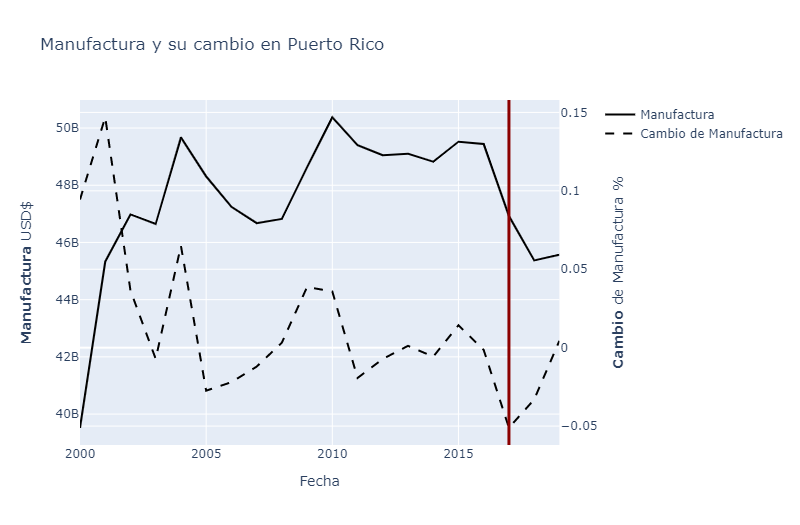 Manufactura y su cambio en Puerto Rico
Manufactura
Cambio de Manufactura
Manufactura USD$
50B
48B
46B
44B
42B
40B
0.15
0.1
0.05
0
−0.05
Cambio de Manufactura %
2000
2005
2010
2015
Fecha